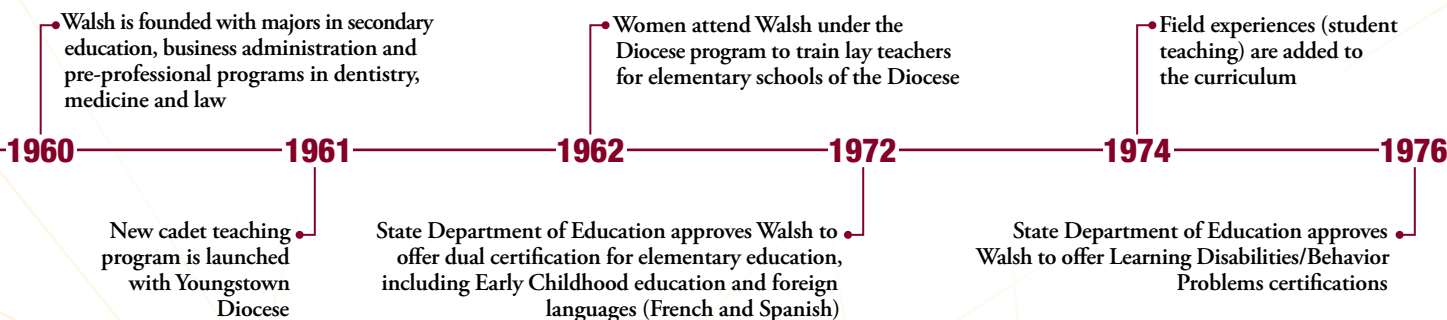 Walsh is founded with majors in secondary
education, business administration and
pre-professional programs in dentistry,
medicine and law
Women attend Walsh under the
Diocese program to train lay teachers
for elementary schools of the Diocese
Field experiences (student
teaching) are added to
the curriculum
1960
1961
1962
1972
1974
1976
New cadet teaching
program is launched
with Youngstown
Diocese
State Department of Education approves Walsh to
offer dual certification for elementary education,
including Early Childhood education and foreign
languages (French and Spanish)
State Department of Education approves
Walsh to offer Learning Disabilities/Behavior
Problems certifications